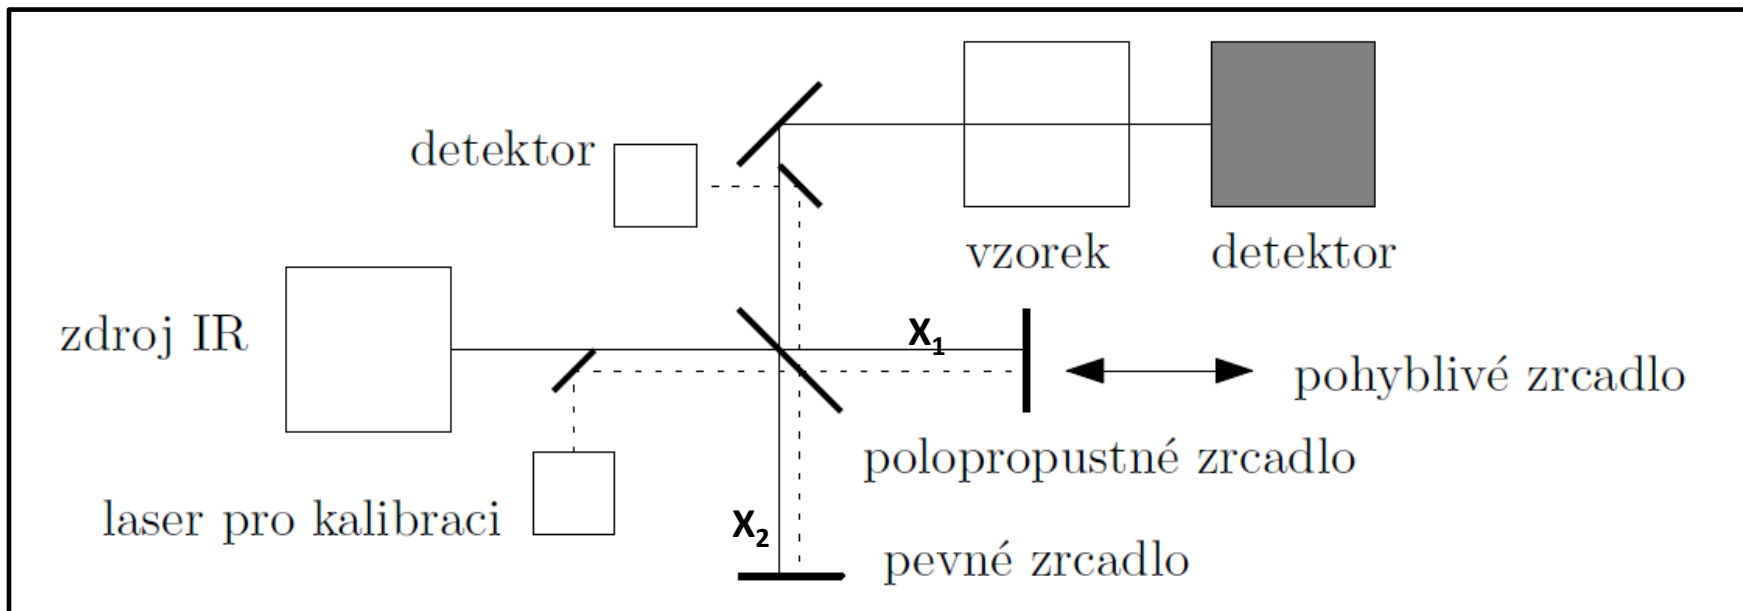 detektor
vzorek
detektor
zdroj IR
X₁
pohyblivé zrcadlo
polopropustné zrcadlo
laser pro kalibraci
X₂
pevné zrcadlo